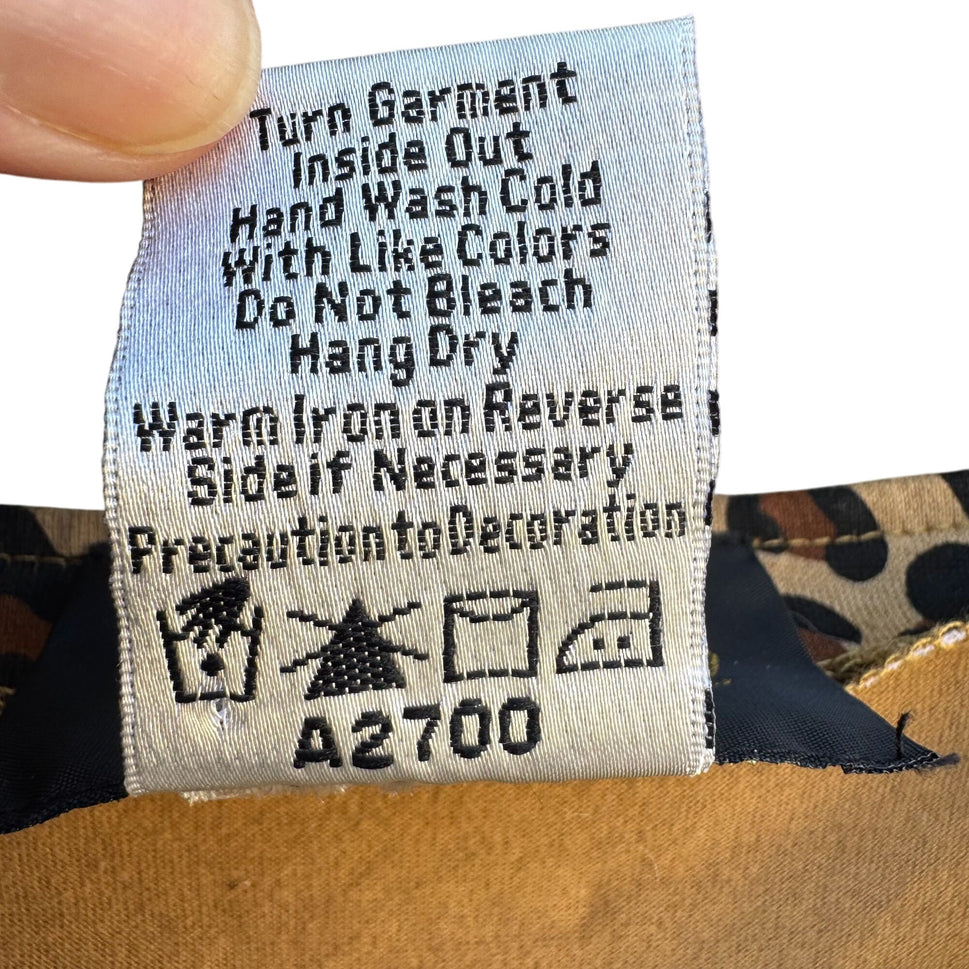 Turn Garment
Inside Out
Hand Wash Cold
With Like Colors
Do Not Bleach
Hang Dry
Warm Iron on Reverse
Side if Necessary
Precaution to Decoration
A2700